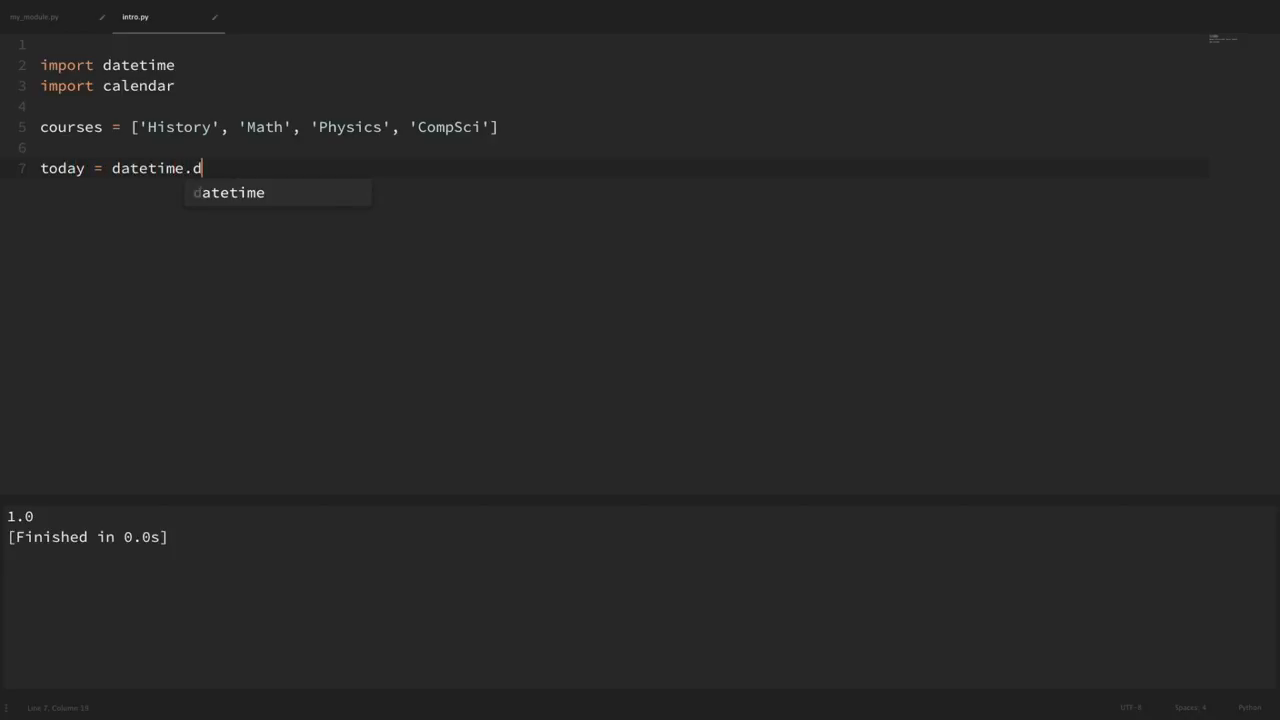 my_module.py intro.py
1
2 import datetime
3 import calendar
4
5 courses = ['History', 'Math', 'Physics', 'CompSci']
6
7 today = datetime.d
datetime
1.0
[Finished in 0.0s]
Line 7, Column 19 UTF-8 Spaces: 4 Python